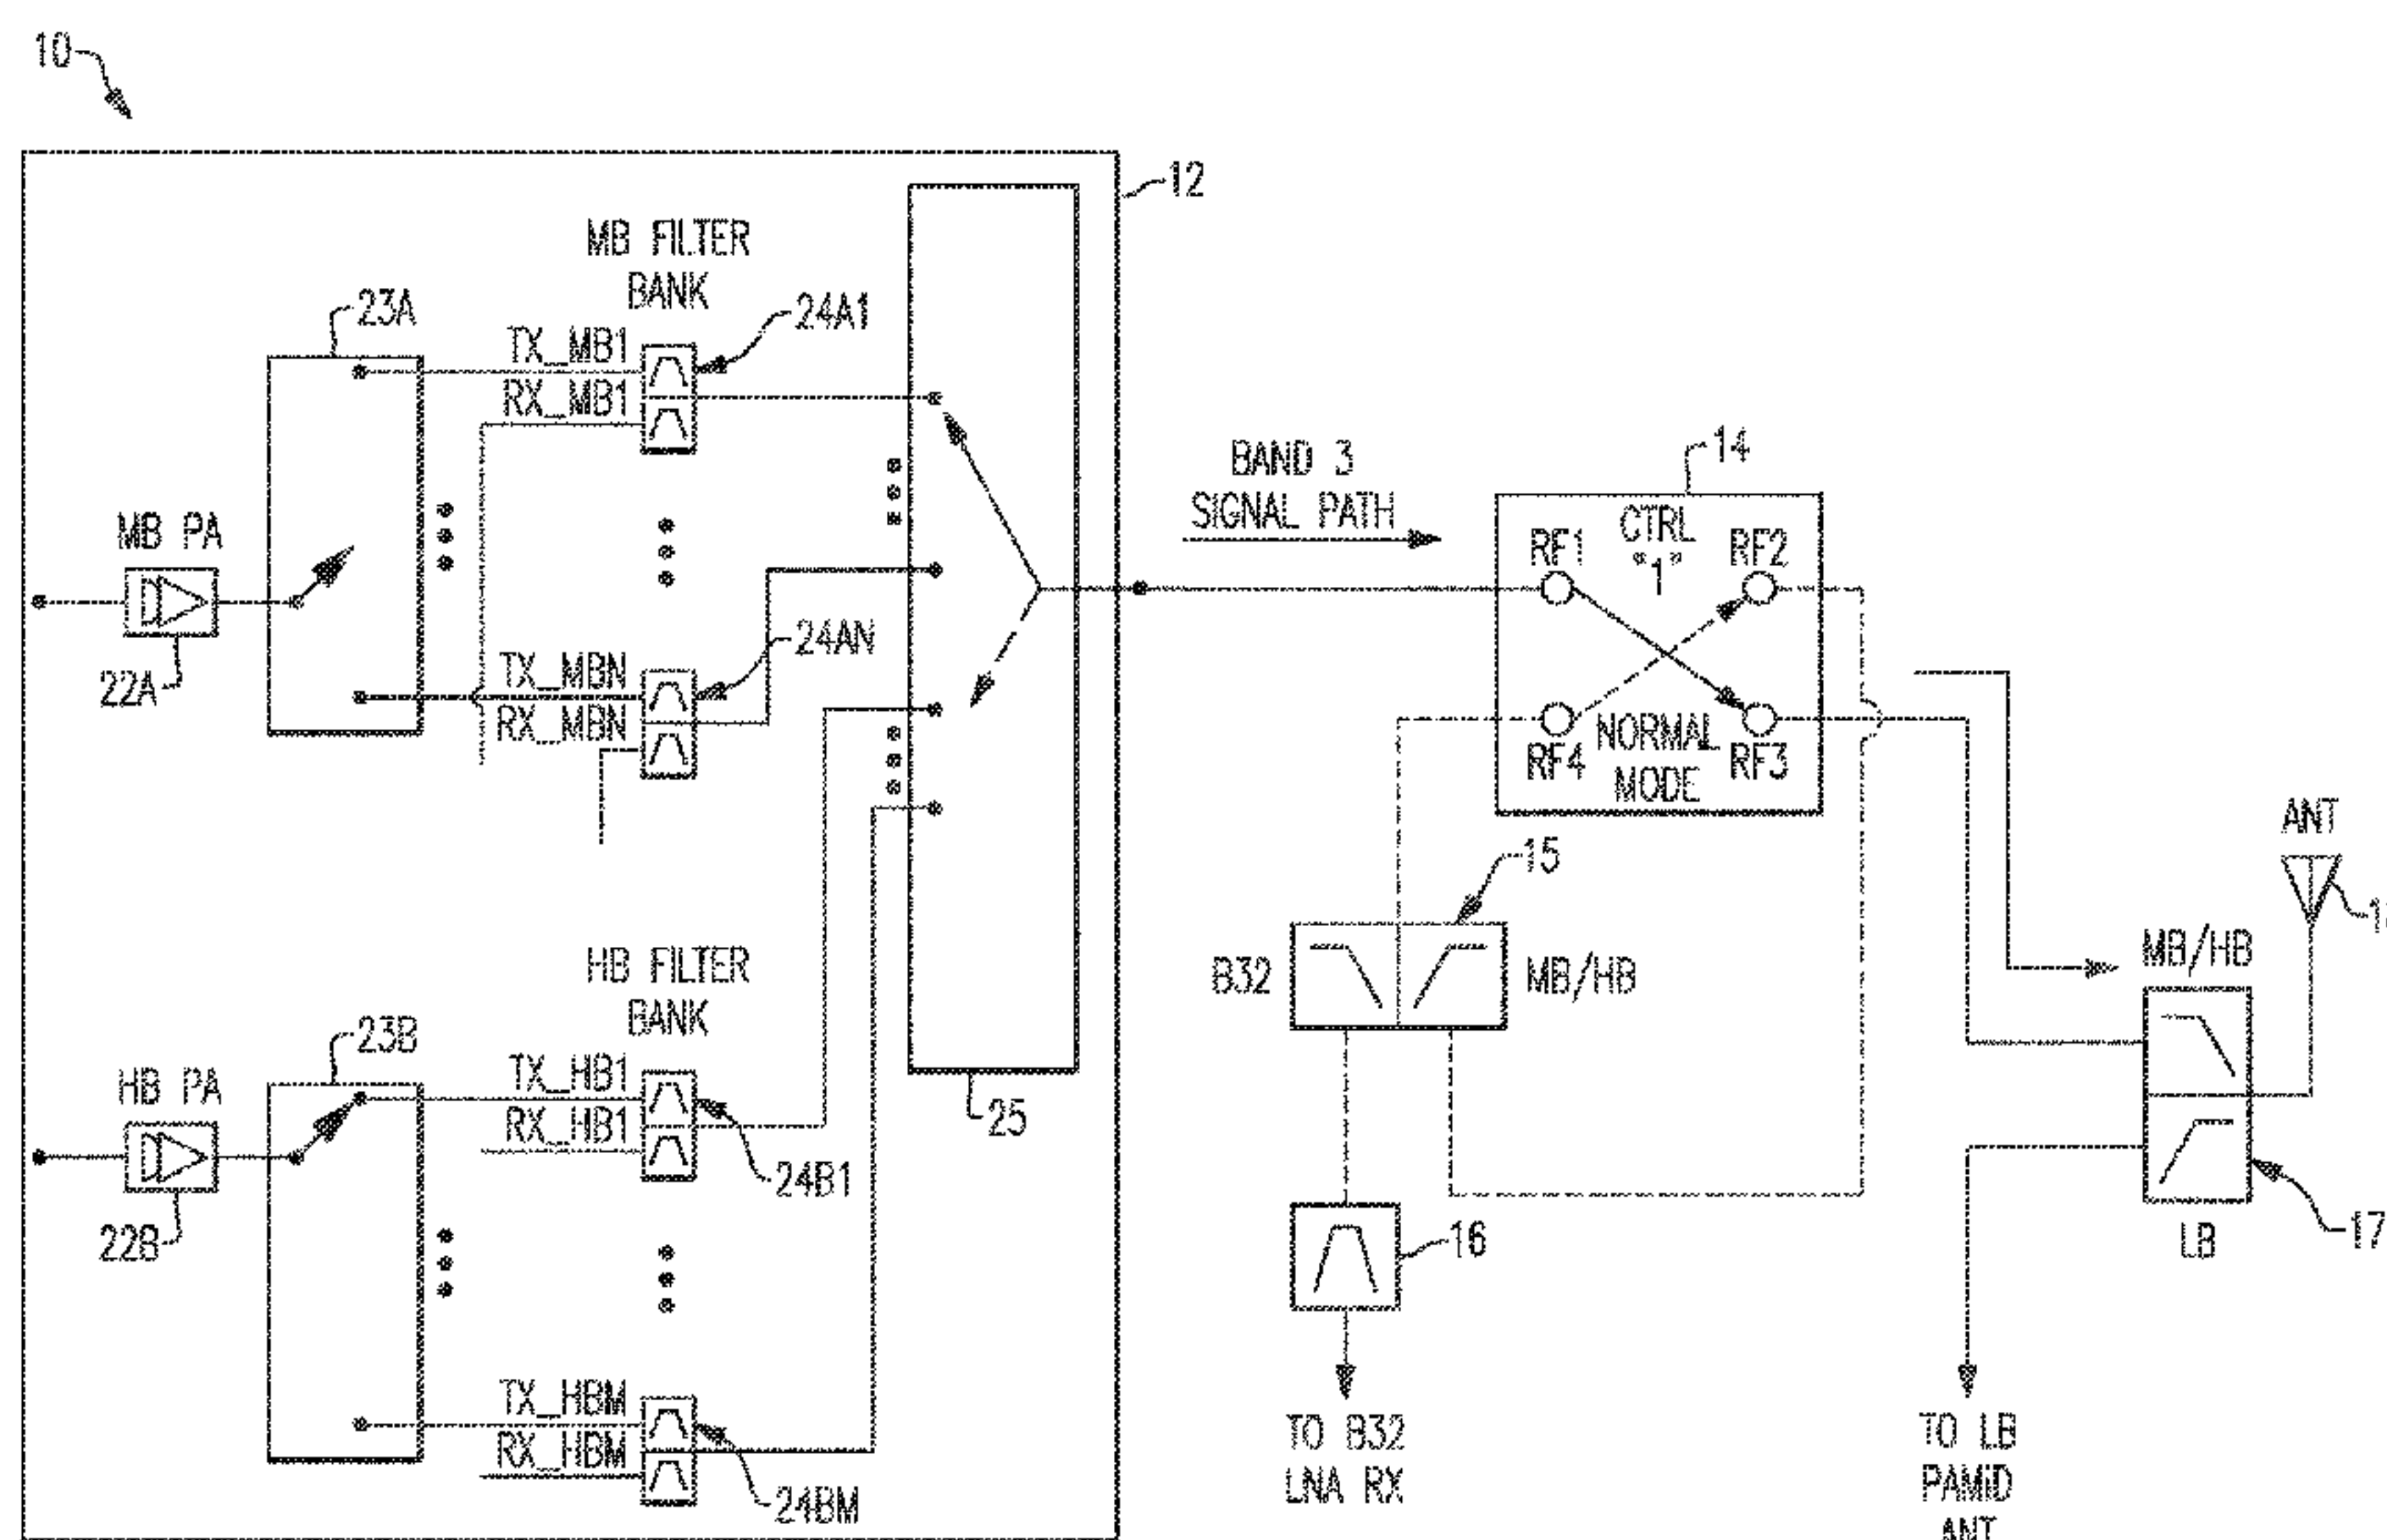 10
12
MB FILTER
BANK
23A
24A1
TX_MB1
RX_MB1
MB PA
22A
TX_MBN
RX_MBN
24AN
BAND 3
SIGNAL PATH
14
CTRL
"1"
RF1
RF2
RF4
RF3
NORMAL
MODE
15
B32
MB/HB
16
TO B32
LNA RX
ANT
MB/HB
17
LB
TO LB
PAMiD
ANT
HB FILTER
BANK
23B
TX_HB1
RX_HB1
HB PA
22B
24B1
25
TX_HBM
RX_HBM
24BM